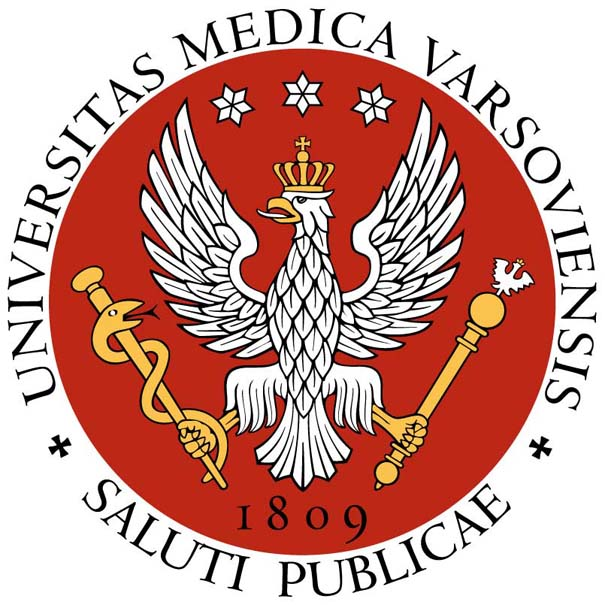 UNIVERSITAS MEDICA VARSOVIENSIS
1809
SALUTI PUBLICAE